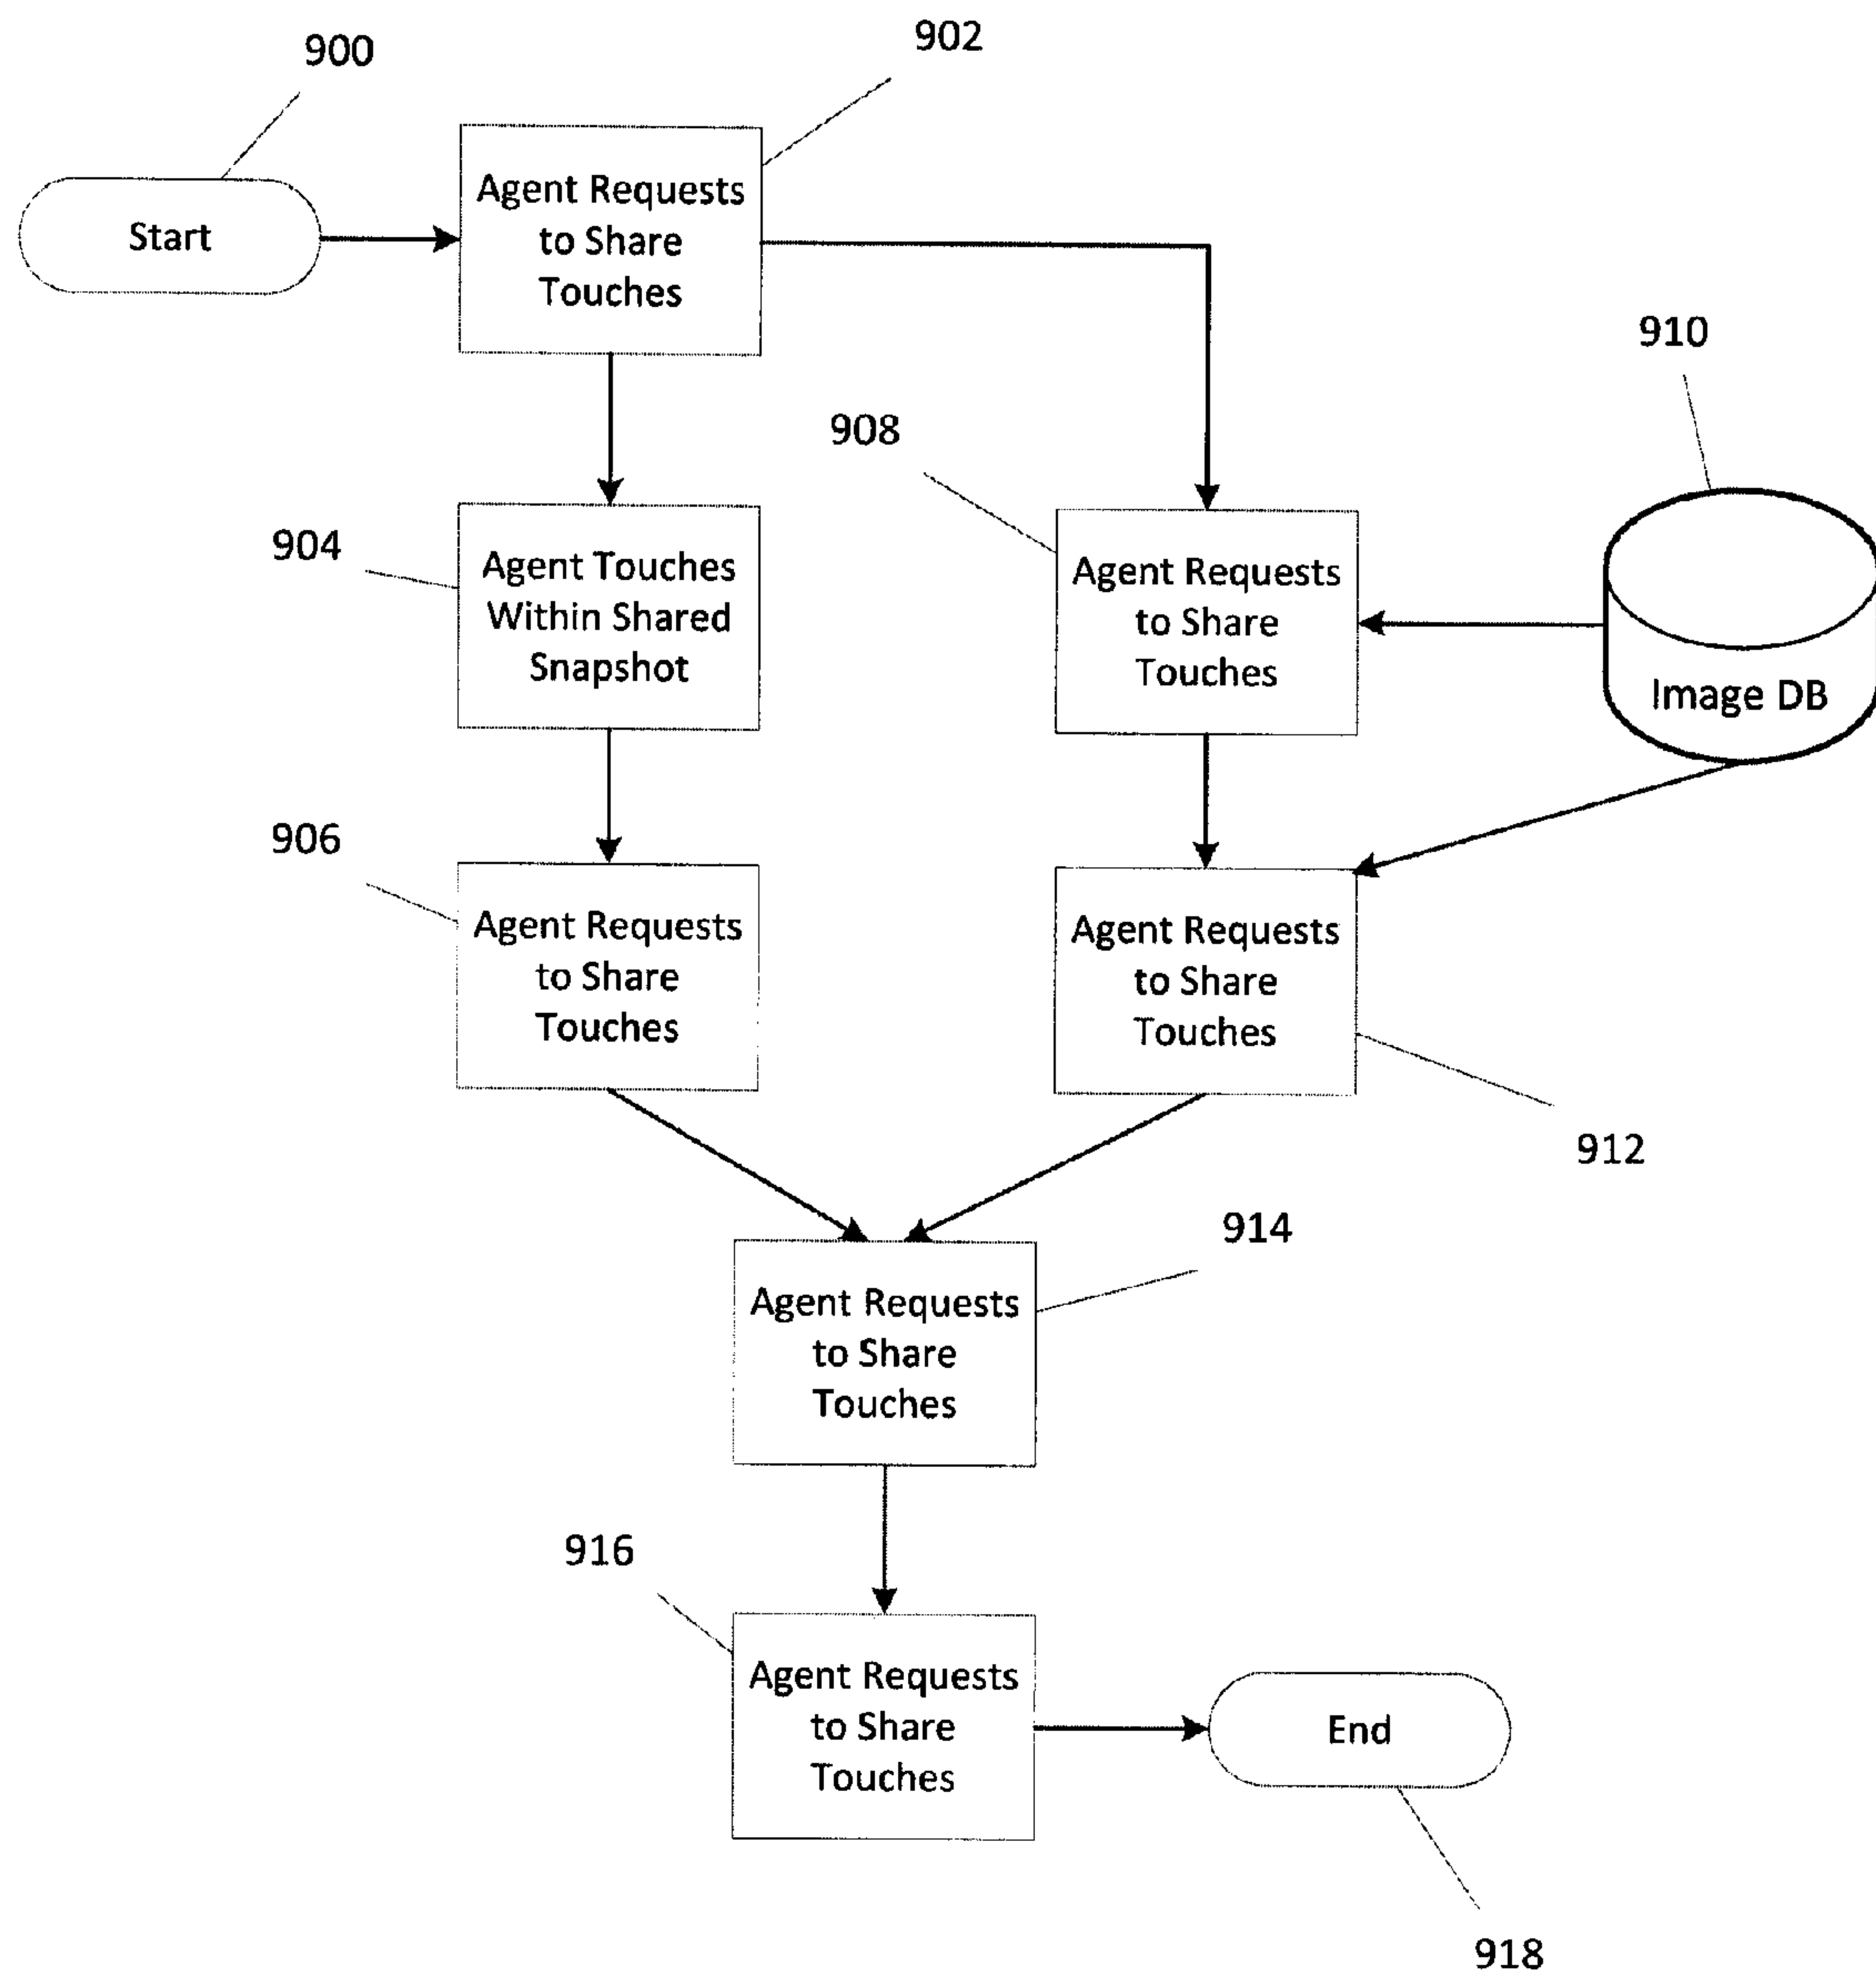 900
902
Start
Agent Requests
to Share
Touches
910
908
904
Agent Touches
Within Shared
Snapshot
Agent Requests
to Share
Touches
Image DB
906
Agent Requests
to Share
Touches
Agent Requests
to Share
Touches
912
914
Agent Requests
to Share
Touches
916
Agent Requests
to Share
Touches
End
918